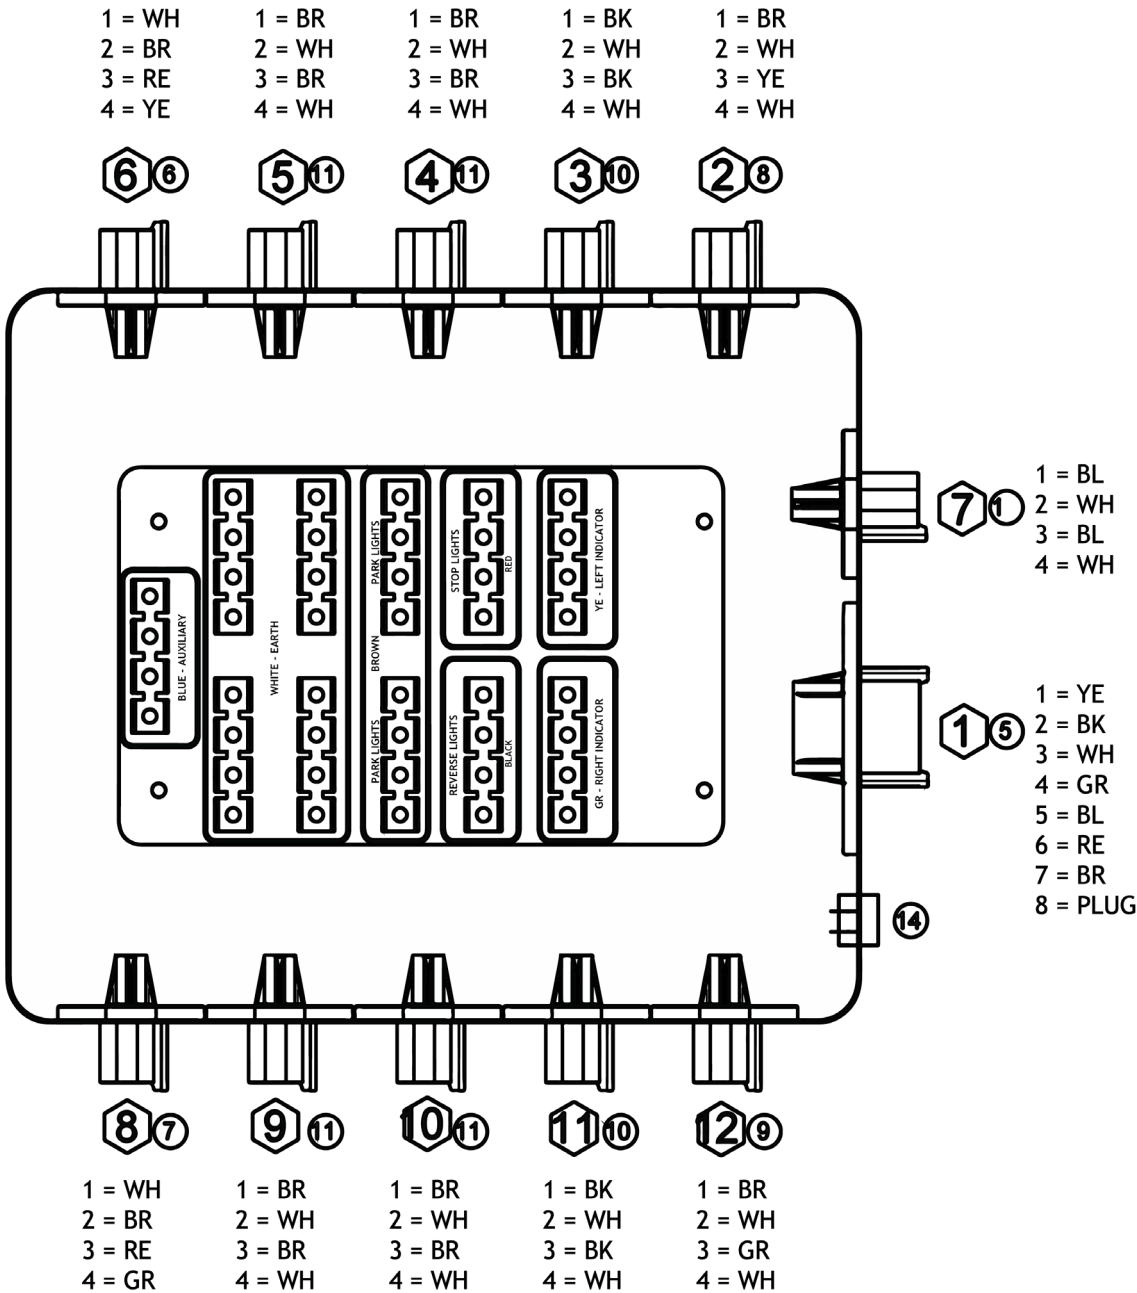 1 = WH
2 = BR
3 = RE
4 = YE
1 = BR
2 = WH
3 = BR
4 = WH
1 = BR
2 = WH
3 = BR
4 = WH
1 = BK
2 = WH
3 = BK
4 = WH
1 = BR
2 = WH
3 = YE
4 = WH
6 6
5 11
4 11
3 10
2 8
7 1
1 = BL
2 = WH
3 = BL
4 = WH
BLUE - AUXILIARY
WHITE - EARTH
PARK LIGHTS
BROWN
PARK LIGHTS
STOP LIGHTS
RED
REVERSE LIGHTS
BLACK
YE - LEFT INDICATOR
GR - RIGHT INDICATOR
1 5
1 = YE
2 = BK
3 = WH
4 = GR
5 = BL
6 = RE
7 = BR
8 = PLUG
14
8 7
9 11
10 11
11 10
12 9
1 = WH
2 = BR
3 = RE
4 = GR
1 = BR
2 = WH
3 = BR
4 = WH
1 = BR
2 = WH
3 = BR
4 = WH
1 = BK
2 = WH
3 = BK
4 = WH
1 = BR
2 = WH
3 = GR
4 = WH